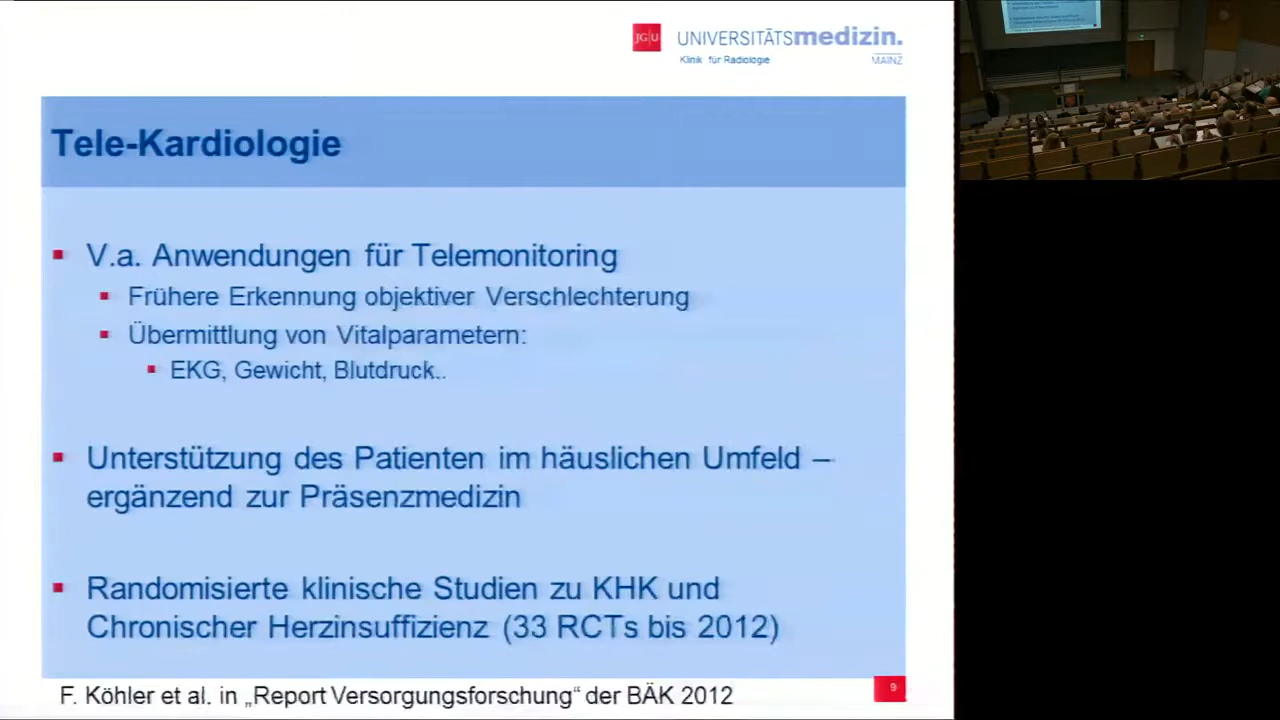 JG|U UNIVERSITÄTSmedizin.
Klinik für Radiologie MAINZ
Tele-Kardiologie
V.a. Anwendungen für Telemonitoring
Frühere Erkennung objektiver Verschlechterung
Übermittlung von Vitalparametern:
EKG, Gewicht, Blutdruck..
Unterstützung des Patienten im häuslichen Umfeld –
ergänzend zur Präsenzmedizin
Randomisierte klinische Studien zu KHK und
Chronischer Herzinsuffizienz (33 RCTs bis 2012)
F. Köhler et al. in „Report Versorgungsforschung“ der BÄK 2012
9